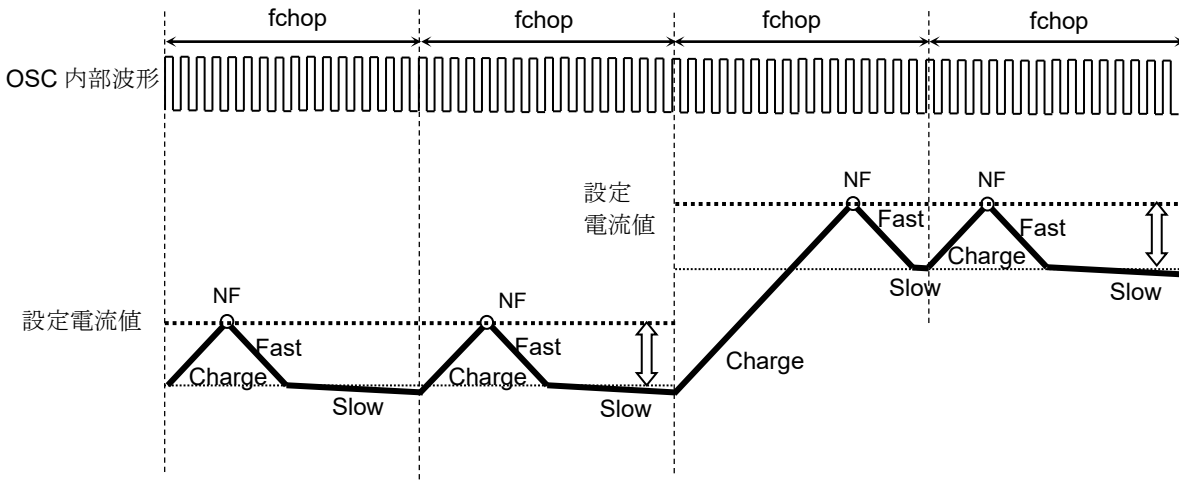 fchop fchop fchop fchop
OSC 内部波形
設定
電流値
NF NF
Fast Fast
Charge
Slow Slow
NF NF
設定電流値
Fast Fast
Charge Charge
Charge
Slow Slow